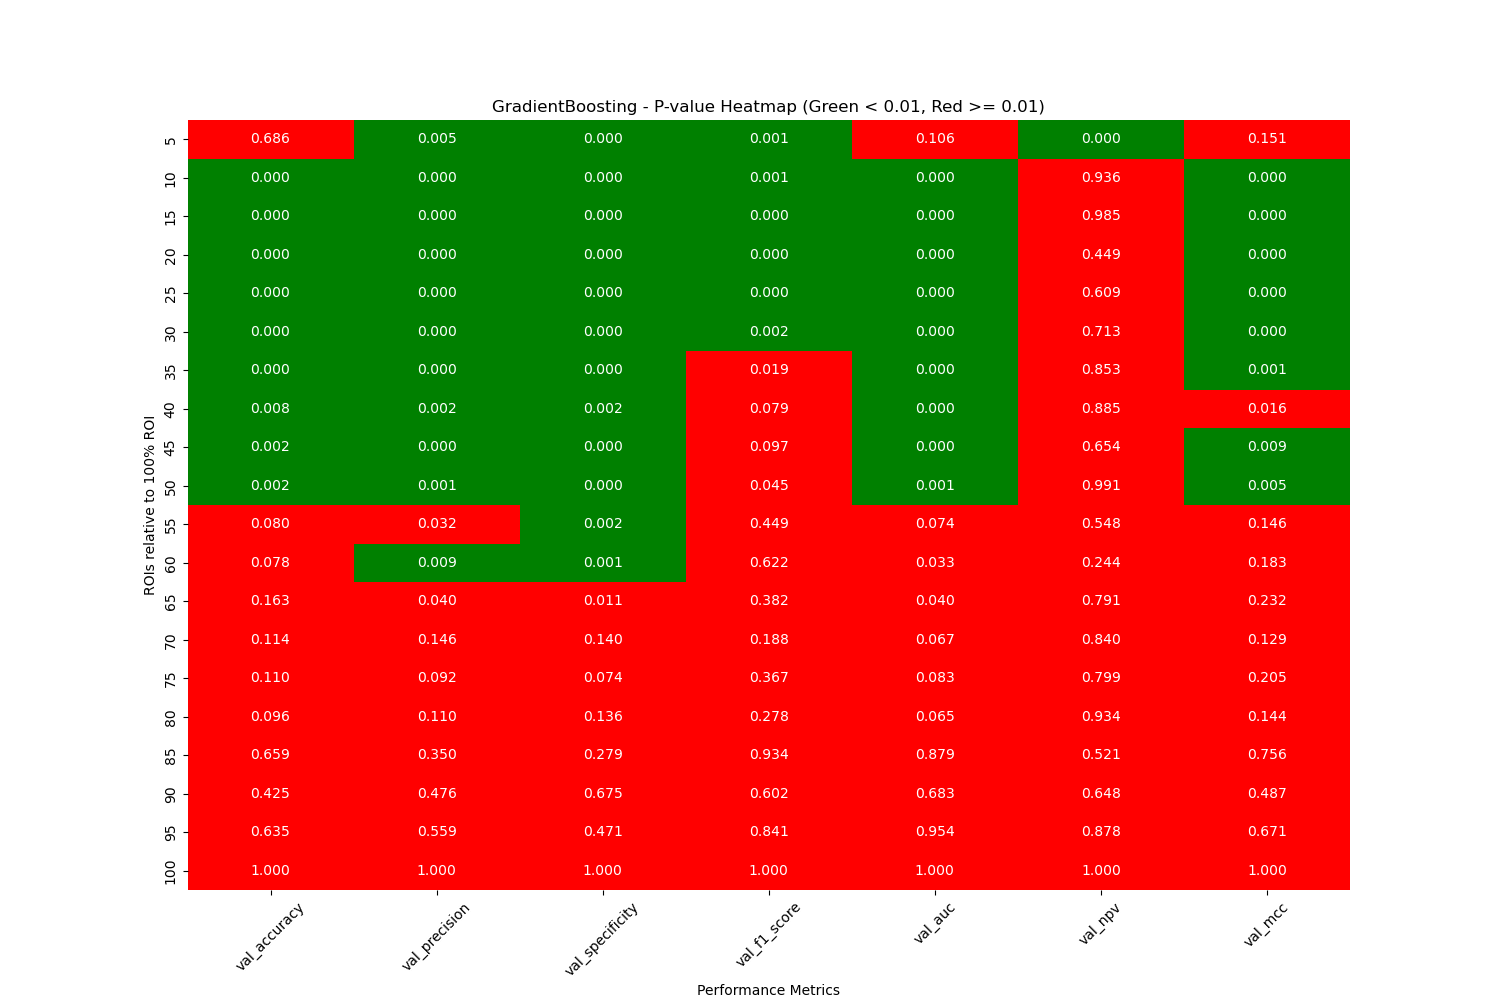 GradientBoosting - P-value Heatmap (Green < 0.01, Red >= 0.01)
ROIs relative to 100% ROI
5 0.686 0.005 0.000 0.001 0.106 0.000 0.151
10 0.000 0.000 0.000 0.001 0.000 0.936 0.000
15 0.000 0.000 0.000 0.000 0.000 0.985 0.000
20 0.000 0.000 0.000 0.000 0.000 0.449 0.000
25 0.000 0.000 0.000 0.000 0.000 0.609 0.000
30 0.000 0.000 0.000 0.002 0.000 0.713 0.000
35 0.000 0.000 0.000 0.019 0.000 0.853 0.001
40 0.008 0.002 0.002 0.079 0.000 0.885 0.016
45 0.002 0.000 0.000 0.097 0.000 0.654 0.009
50 0.002 0.001 0.000 0.045 0.001 0.991 0.005
55 0.080 0.032 0.002 0.449 0.074 0.548 0.146
60 0.078 0.009 0.001 0.622 0.033 0.244 0.183
65 0.163 0.040 0.011 0.382 0.040 0.791 0.232
70 0.114 0.146 0.140 0.188 0.067 0.840 0.129
75 0.110 0.092 0.074 0.367 0.083 0.799 0.205
80 0.096 0.110 0.136 0.278 0.065 0.934 0.144
85 0.659 0.350 0.279 0.934 0.879 0.521 0.756
90 0.425 0.476 0.675 0.602 0.683 0.648 0.487
95 0.635 0.559 0.471 0.841 0.954 0.878 0.671
100 1.000 1.000 1.000 1.000 1.000 1.000 1.000
val_accuracy val_precision val_specificity val_f1_score val_auc val_npv val_mcc
Performance Metrics